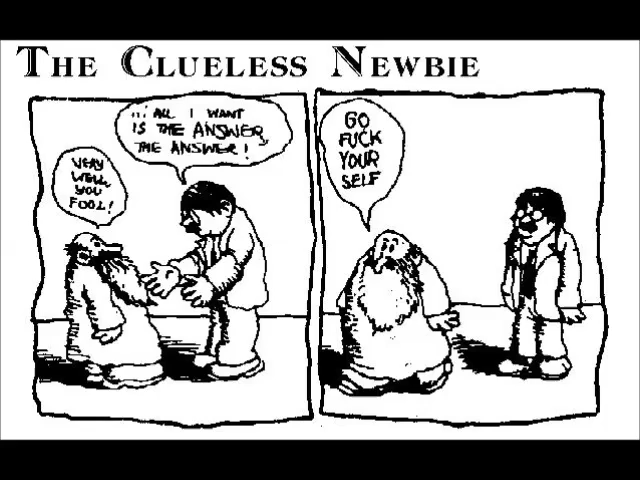 THE CLUELESS NEWBIE
ALL I WANT
IS THE ANSWER,
THE ANSWER!
VERY
WELL
YOU
FOOL!
GO
FUCK
YOUR
SELF